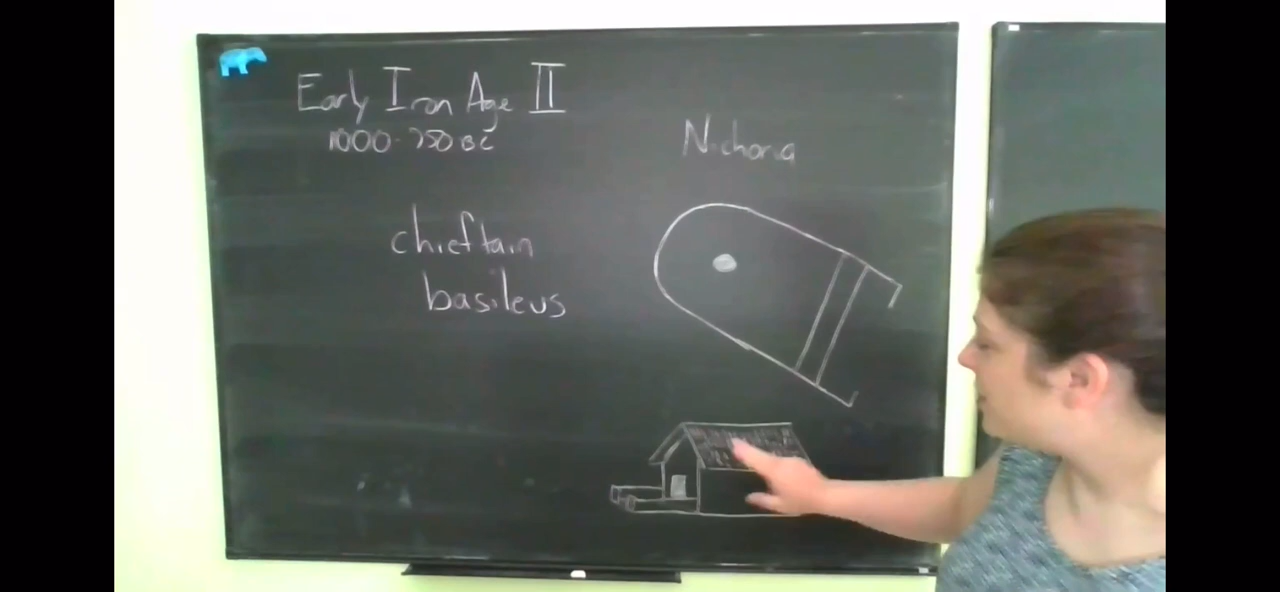 Early Iron Age II
1000-750 BC
Nichoria
chieftain
basileus